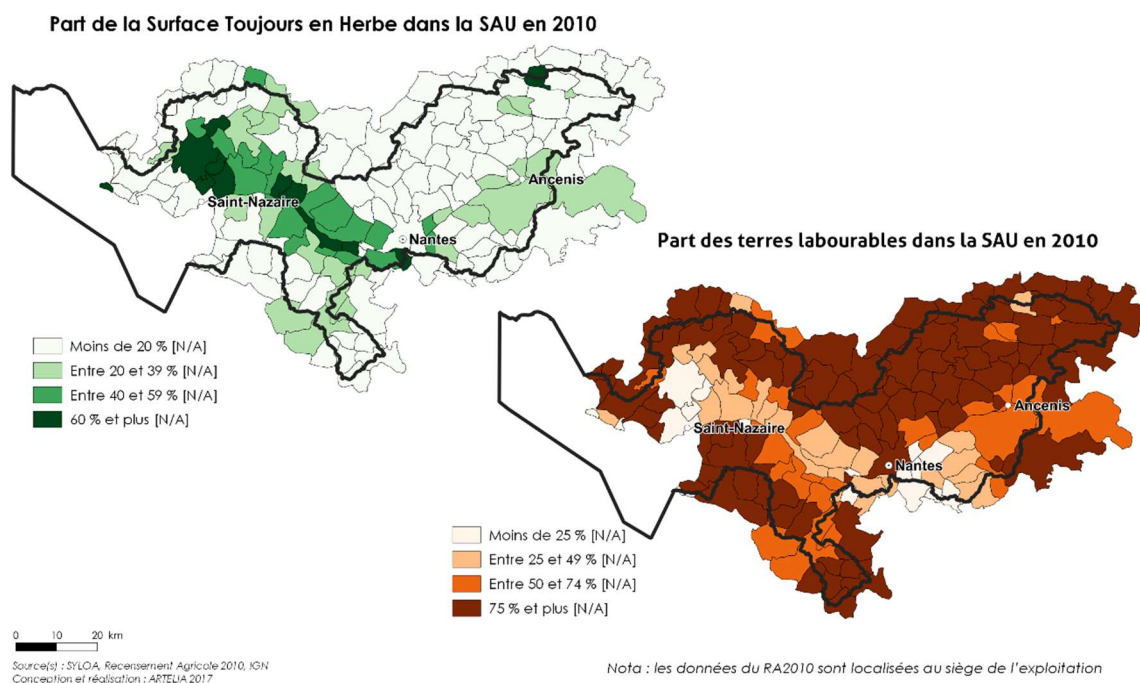 Part de la Surface Toujours en Herbe dans la SAU en 2010
Saint-Nazaire
Ancenis
Nantes
Moins de 20 % [N/A]
Entre 20 et 39 % [N/A]
Entre 40 et 59 % [N/A]
60 % et plus [N/A]
Part des terres labourables dans la SAU en 2010
Saint-Nazaire
Ancenis
Nantes
Moins de 25 % [N/A]
Entre 25 et 49 % [N/A]
Entre 50 et 74 % [N/A]
75 % et plus [N/A]
0 10 20 km
Source(s) : SYLOA, Recensement Agricole 2010, IGN
Conception et réalisation : ARTELIA 2017
Nota : les données du RA2010 sont localisées au siège de l'exploitation